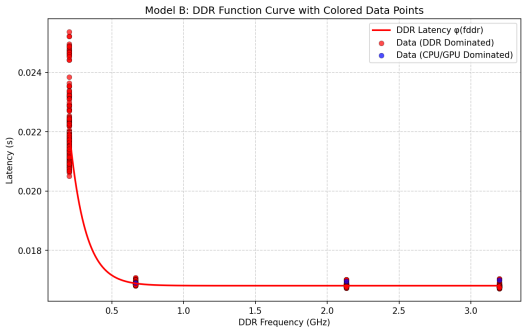 Model B: DDR Function Curve with Colored Data Points
DDR Latency φ(fddr)
Data (DDR Dominated)
Data (CPU/GPU Dominated)
Latency (s)
0.024
0.022
0.020
0.018
0.5 1.0 1.5 2.0 2.5 3.0
DDR Frequency (GHz)